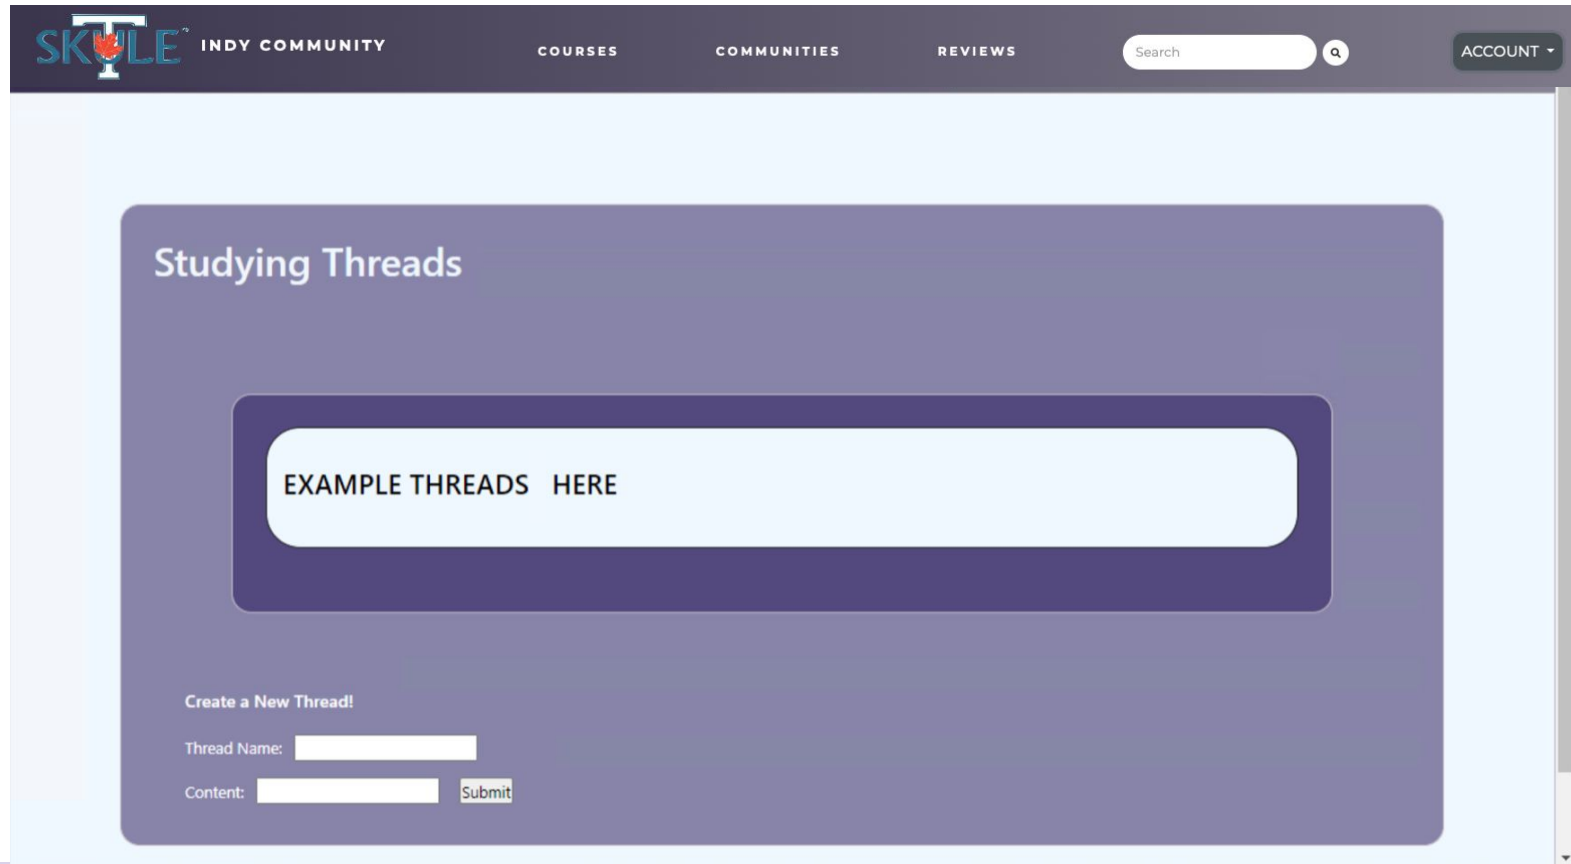 SKULE™ INDY COMMUNITY COURSES COMMUNITIES REVIEWS Search ACCOUNT
Studying Threads
EXAMPLE THREADS HERE
Create a New Thread!
Thread Name:
Content: Submit